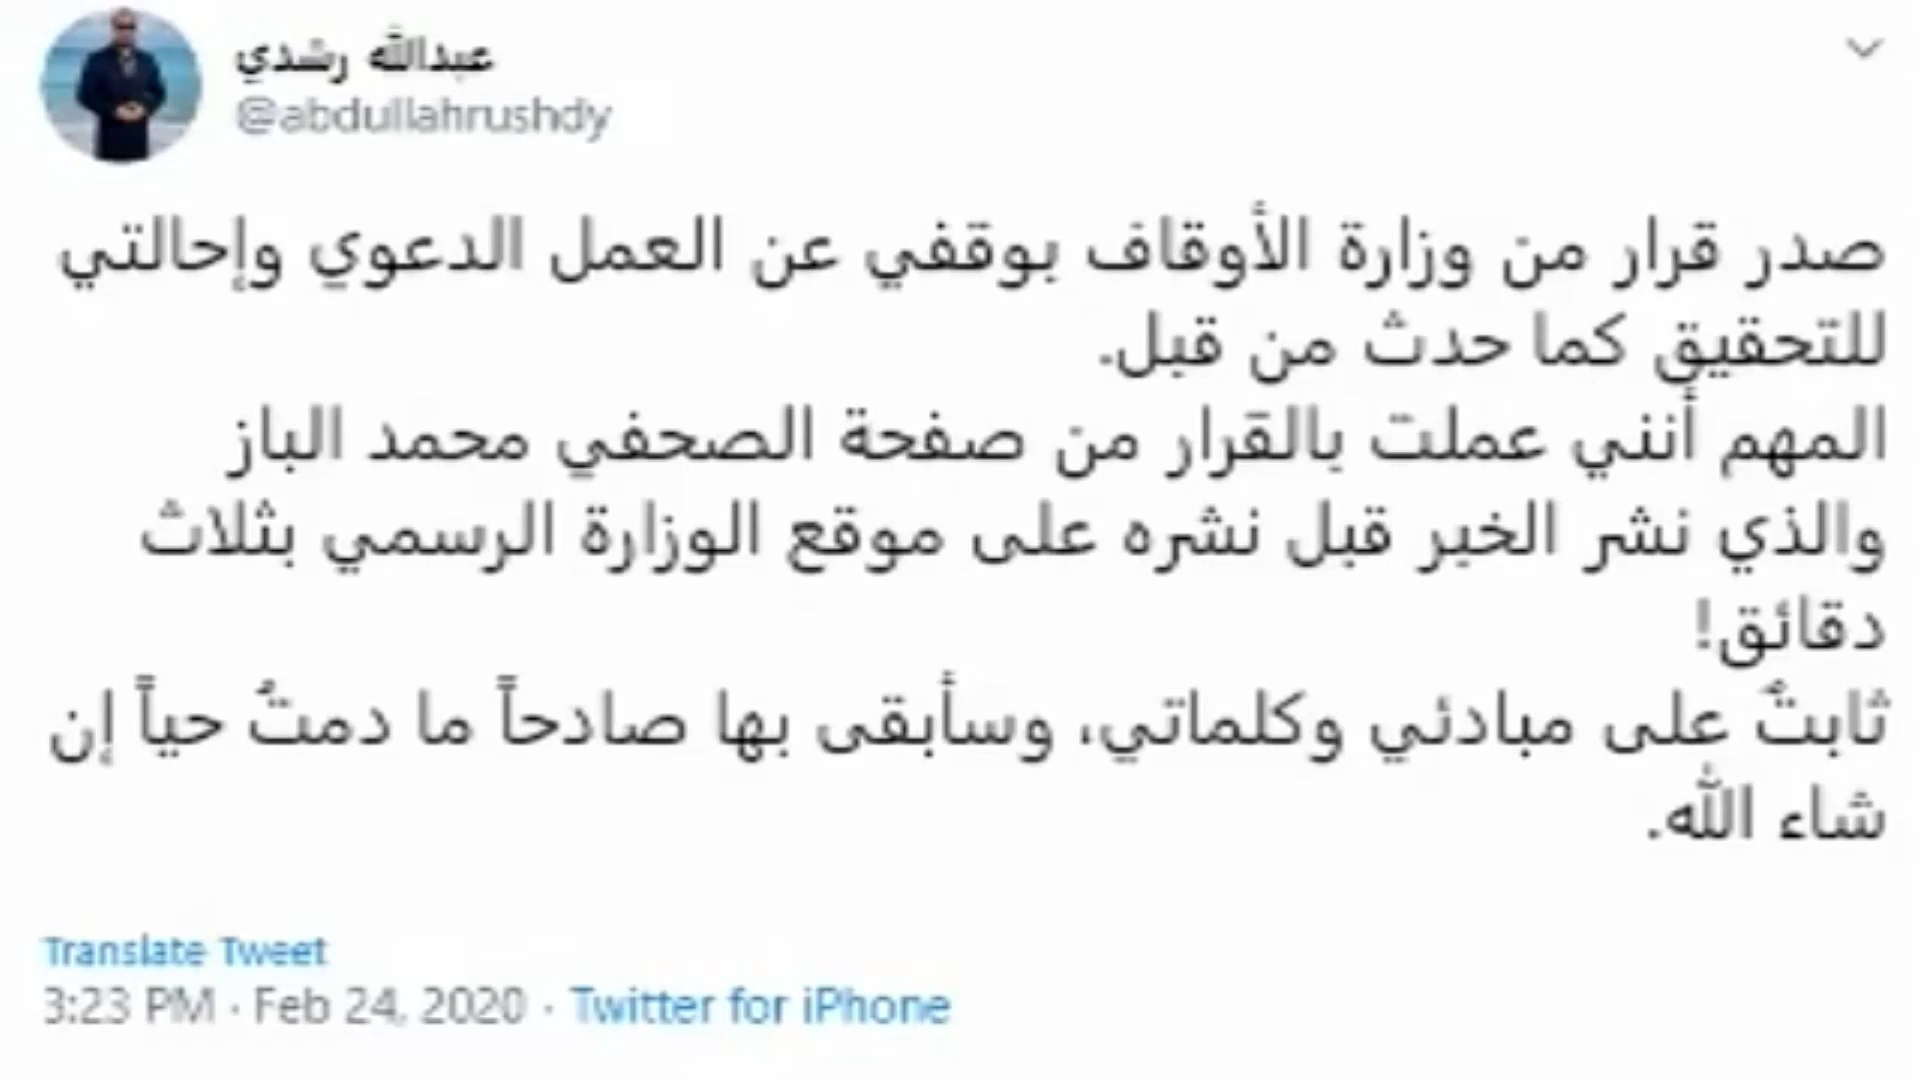 عبدالله رشدي
@abdullahrushdy
صدر قرار من وزارة الأوقاف بوقفي عن العمل الدعوي وإحالتي
للتحقيق كما حدث من قبل.
المهم أنني عملت بالقرار من صفحة الصحفي محمد الباز
والذي نشر الخبر قبل نشره على موقع الوزارة الرسمي بثلاث
دقائق!
ثابتٌ على مبادئي وكلماتي، وسأبقى بها صادحاً ما دمتُ حياً إن
شاء الله.
Translate Tweet
3:23 PM · Feb 24, 2020 · Twitter for iPhone